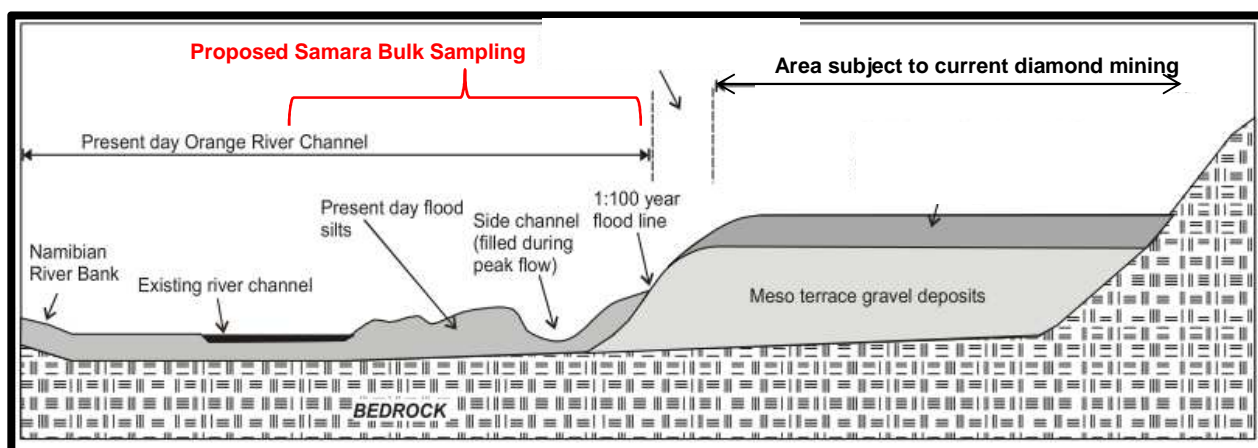 Proposed Samara Bulk Sampling
Area subject to current diamond mining
Present day Orange River Channel
Present day flood
silts
Side channel
(filled during
peak flow)
1:100 year
flood line
Namibian
River Bank
Existing river channel
Meso terrace gravel deposits
BEDROCK